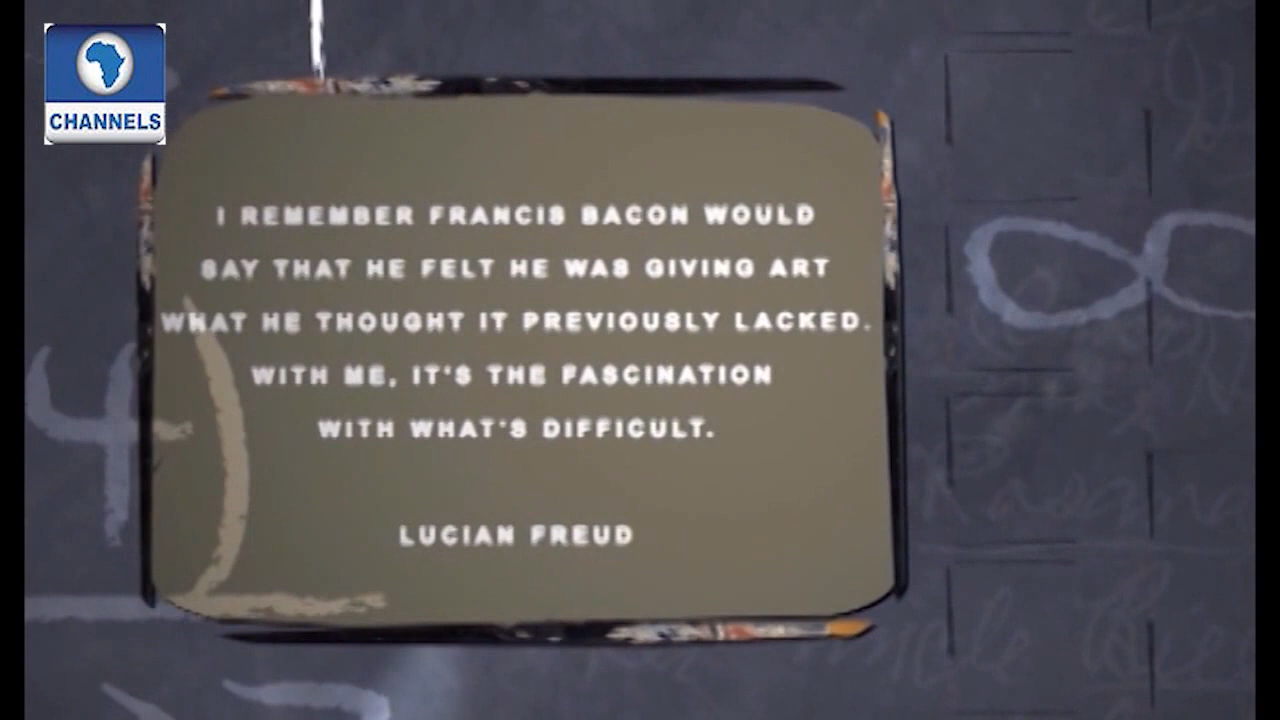 CHANNELS
I REMEMBER FRANCIS BACON WOULD
SAY THAT HE FELT HE WAS GIVING ART
WHAT HE THOUGHT IT PREVIOUSLY LACKED.
WITH ME, IT'S THE FASCINATION
WITH WHAT'S DIFFICULT.
LUCIAN FREUD